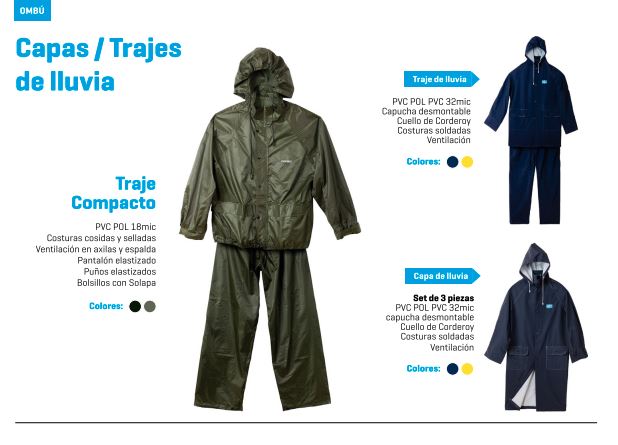 OMBÚ
Capas / Trajes
de lluvia
Traje
Compacto
PVC POL 18mic
Costuras cosidas y selladas
Ventilación en axilas y espalda
Pantalón elastizado
Puños elastizados
Bolsillos con Solapa
Colores:
Traje de lluvia
PVC POL PVC 32mic
Capucha desmontable
Cuello de Corderoy
Costuras soldadas
Ventilación
Colores:
Capa de lluvia
Set de 3 piezas
PVC POL PVC 32mic
capucha desmontable
Cuello de Corderoy
Costuras soldadas
Ventilación
Colores: